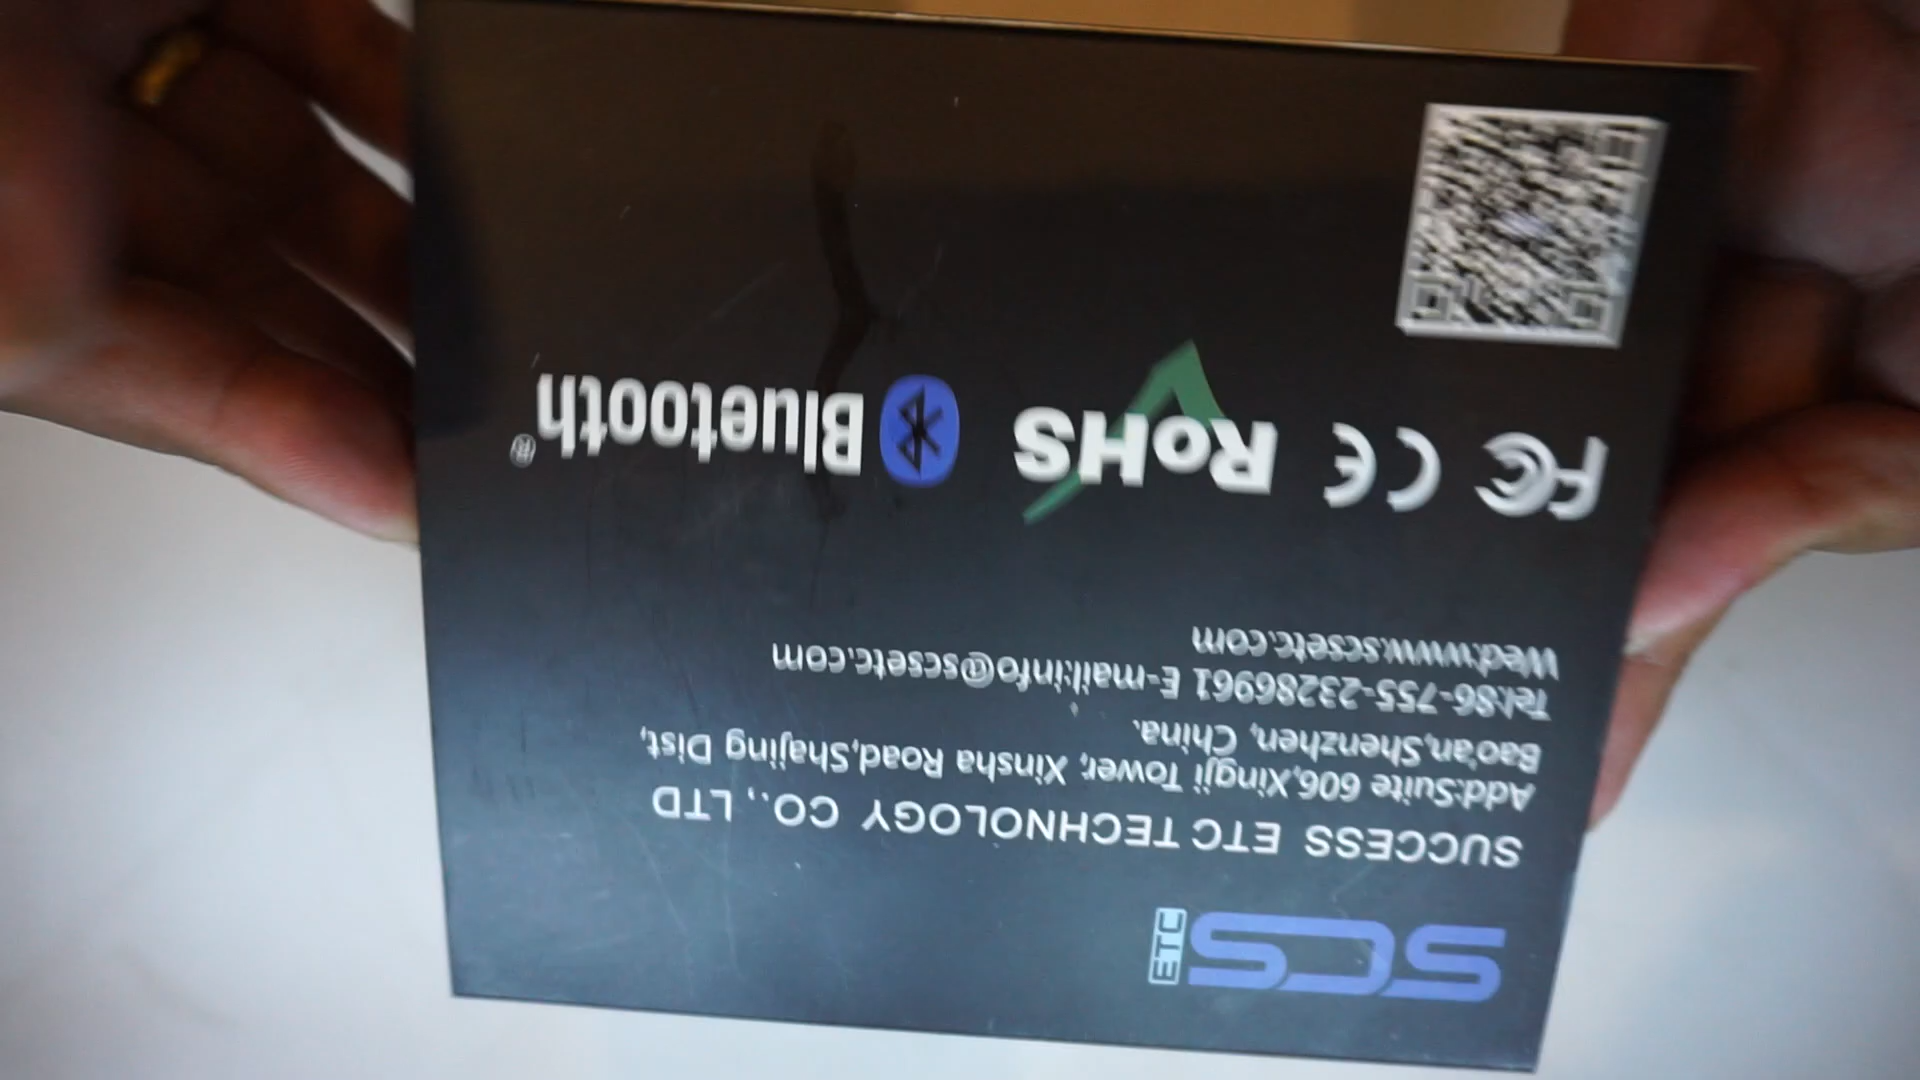 SCS ETC
SUCCESS ETC TECHNOLOGY CO., LTD
Add:Suite 606,Xingji Tower, Xinsha Road,Shajing Dist,
Bao'an,Shenzhen, China.
Tel:86-755-23286961 E-mail:info@scsetc.com
Wed:www.scsetc.com
FC CE RoHS Bluetooth®